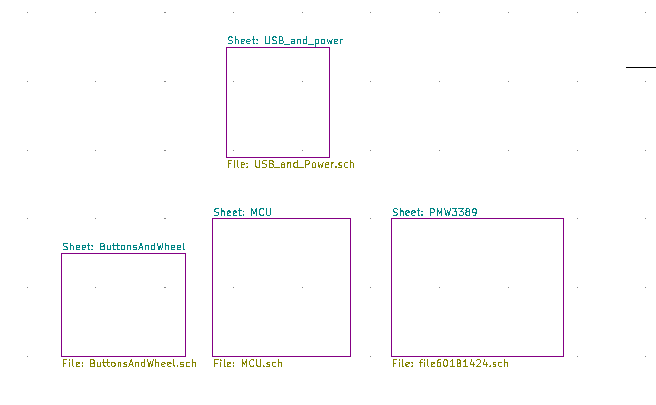 Sheet: USB_and_power
File: USB_and_Power.sch
Sheet: MCU
Sheet: PMW3389
Sheet: ButtonsAndWheel
File: ButtonsAndWheel.sch
File: MCU.sch
File: file60181424.sch